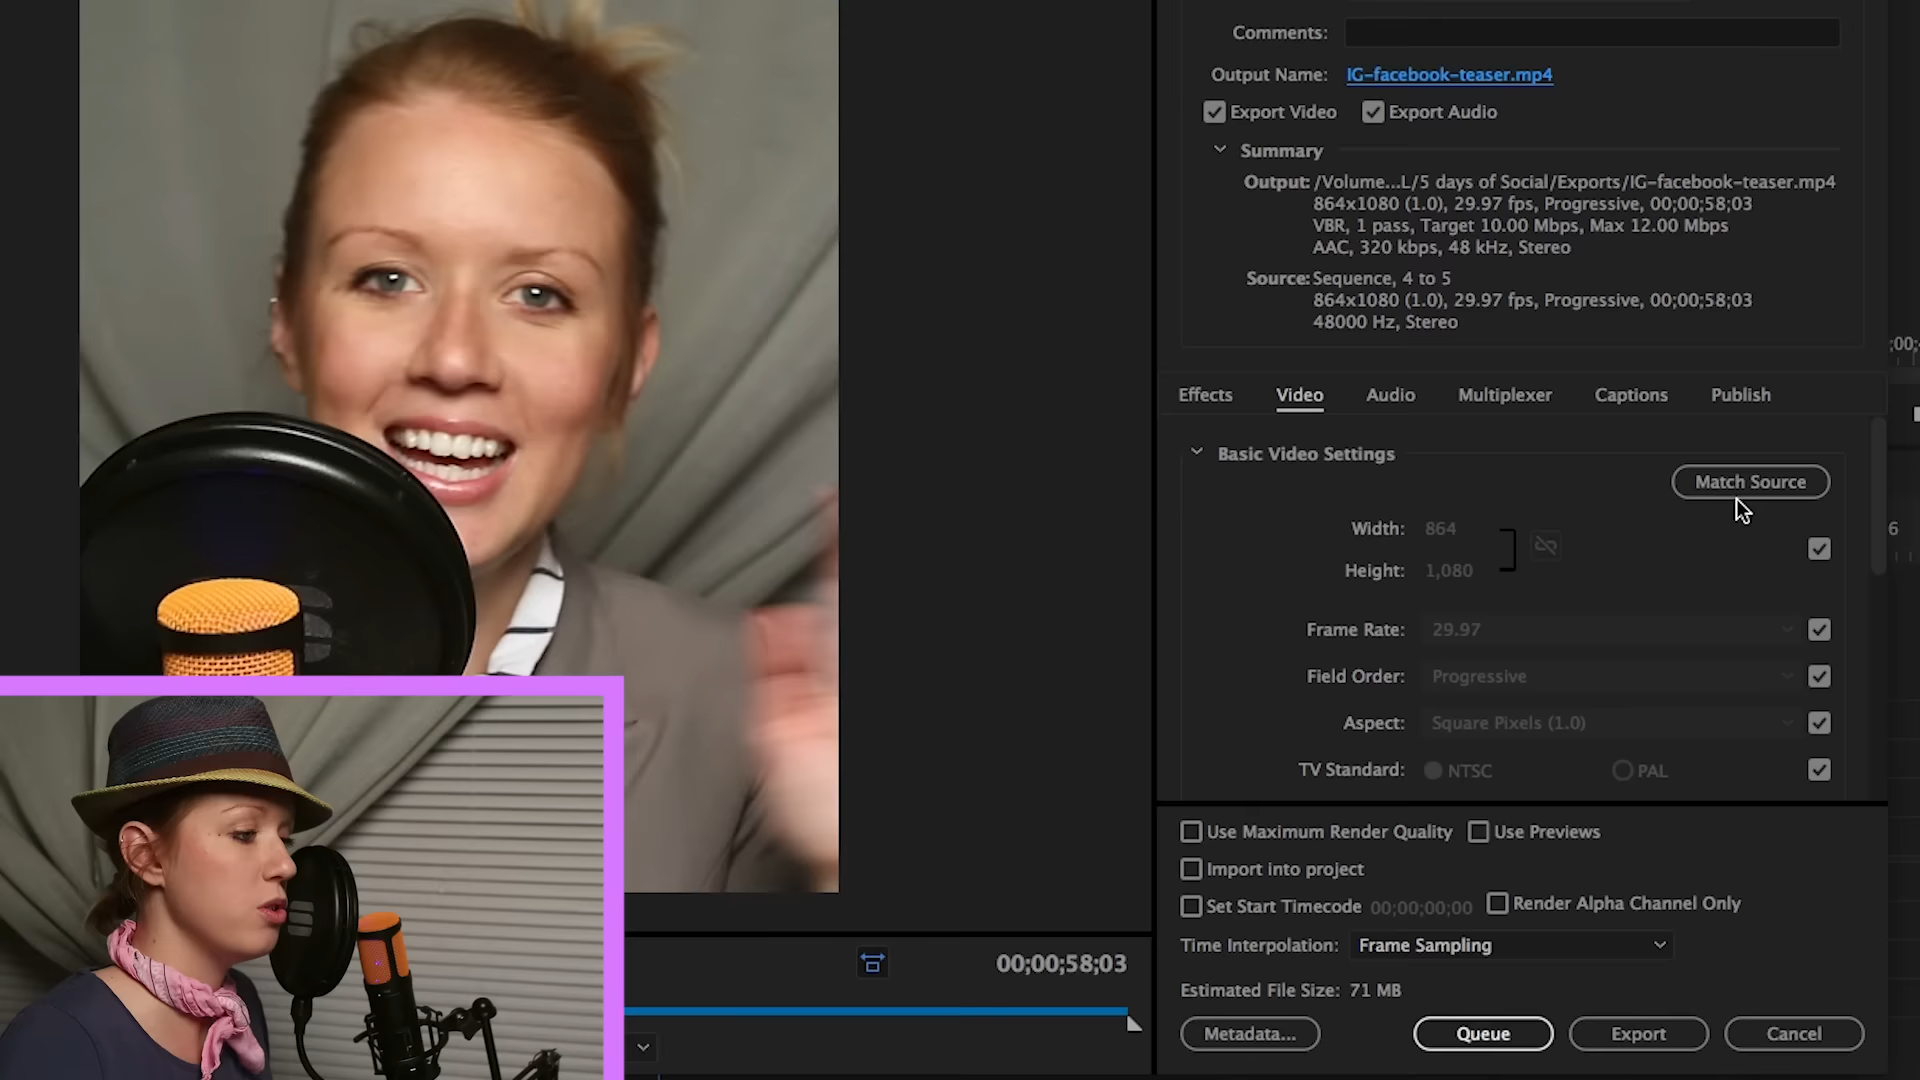 Comments:
Output Name: IG-facebook-teaser.mp4
Export Video Export Audio
Summary
Output: /Volume...L/5 days of Social/Exports/IG-facebook-teaser.mp4
864x1080 (1.0), 29.97 fps, Progressive, 00;00;58;03
VBR, 1 pass, Target 10.00 Mbps, Max 12.00 Mbps
AAC, 320 kbps, 48 kHz, Stereo
Source: Sequence, 4 to 5
864x1080 (1.0), 29.97 fps, Progressive, 00;00;58;03
48000 Hz, Stereo
;00;
Effects Video Audio Multiplexer Captions Publish
Basic Video Settings
Match Source
Width: 864
6
Height: 1,080
Frame Rate: 29.97
Field Order: Progressive
Aspect: Square Pixels (1.0)
TV Standard: NTSC PAL
Use Maximum Render Quality Use Previews
Import into project
Set Start Timecode 00;00;00;00 Render Alpha Channel Only
Time Interpolation: Frame Sampling
00;00;58;03
Estimated File Size: 71 MB
Metadata... Queue Export Cancel